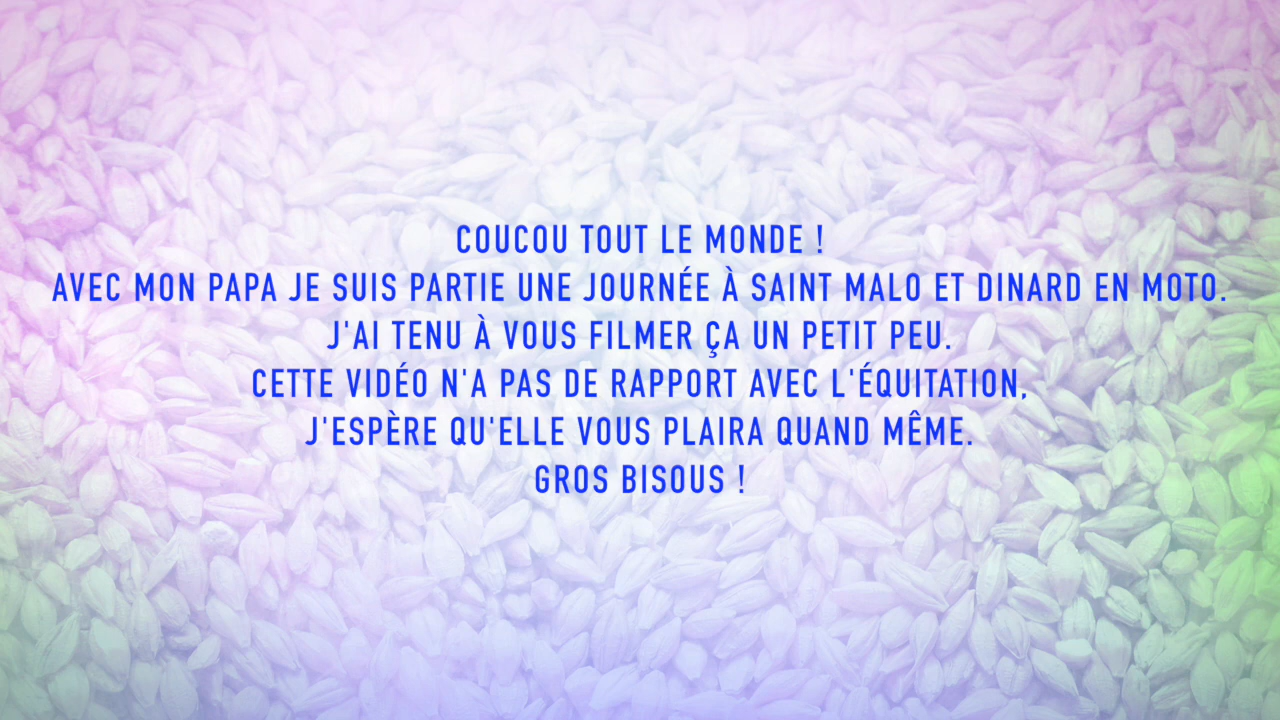 COUCOU TOUT LE MONDE !
AVEC MON PAPA JE SUIS PARTIE UNE JOURNÉE À SAINT MALO ET DINARD EN MOTO.
J'AI TENU À VOUS FILMER ÇA UN PETIT PEU.
CETTE VIDÉO N'A PAS DE RAPPORT AVEC L'ÉQUITATION,
J'ESPÈRE QU'ELLE VOUS PLAIRA QUAND MÊME.
GROS BISOUS !